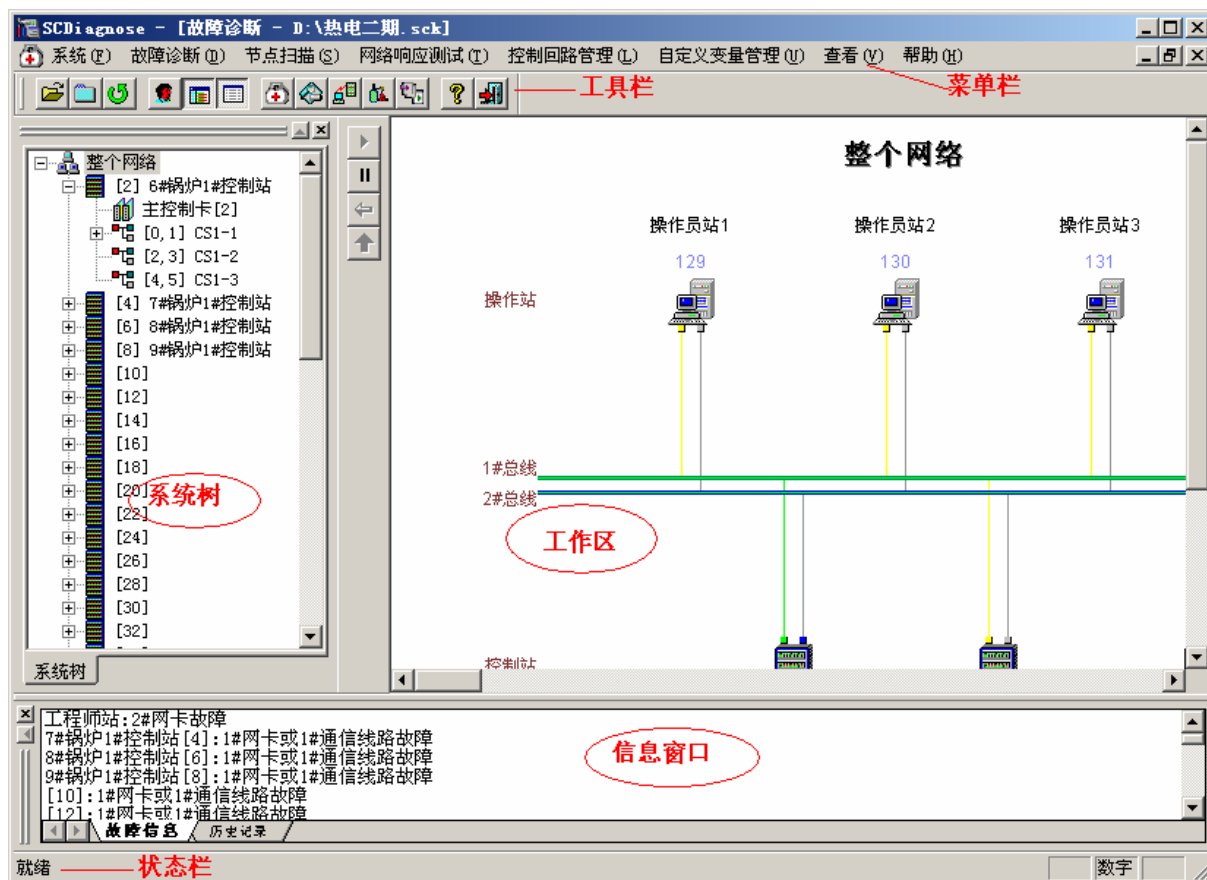 SCDiagnose - [故障诊断 - D:\热电二期.sck]
系统(F) 故障诊断(D) 节点扫描(S) 网络响应测试(T) 控制回路管理(L) 自定义变量管理(U) 查看(V) 帮助(H)
工具栏
菜单栏
整个网络
[2] 6#锅炉1#控制站
主控制卡[2]
[0,1] CS1-1
[2,3] CS1-2
[4,5] CS1-3
[4] 7#锅炉1#控制站
[6] 8#锅炉1#控制站
[8] 9#锅炉1#控制站
[10]
[12]
[14]
[16]
[18]
[20]
[22]
[24]
[26]
[28]
[30]
[32]
系统树
系统树
整个网络
操作员站1 操作员站2 操作员站3
129 130 131
操作站
1#总线
2#总线
工作区
控制站
工程师站:2#网卡故障
7#锅炉1#控制站[4]:1#网卡或1#通信线路故障
8#锅炉1#控制站[6]:1#网卡或1#通信线路故障
9#锅炉1#控制站[8]:1#网卡或1#通信线路故障
[10]:1#网卡或1#通信线路故障
[12]:1#网卡或1#通信线路故障
信息窗口
故障信息 历史记录
就绪
状态栏
数字